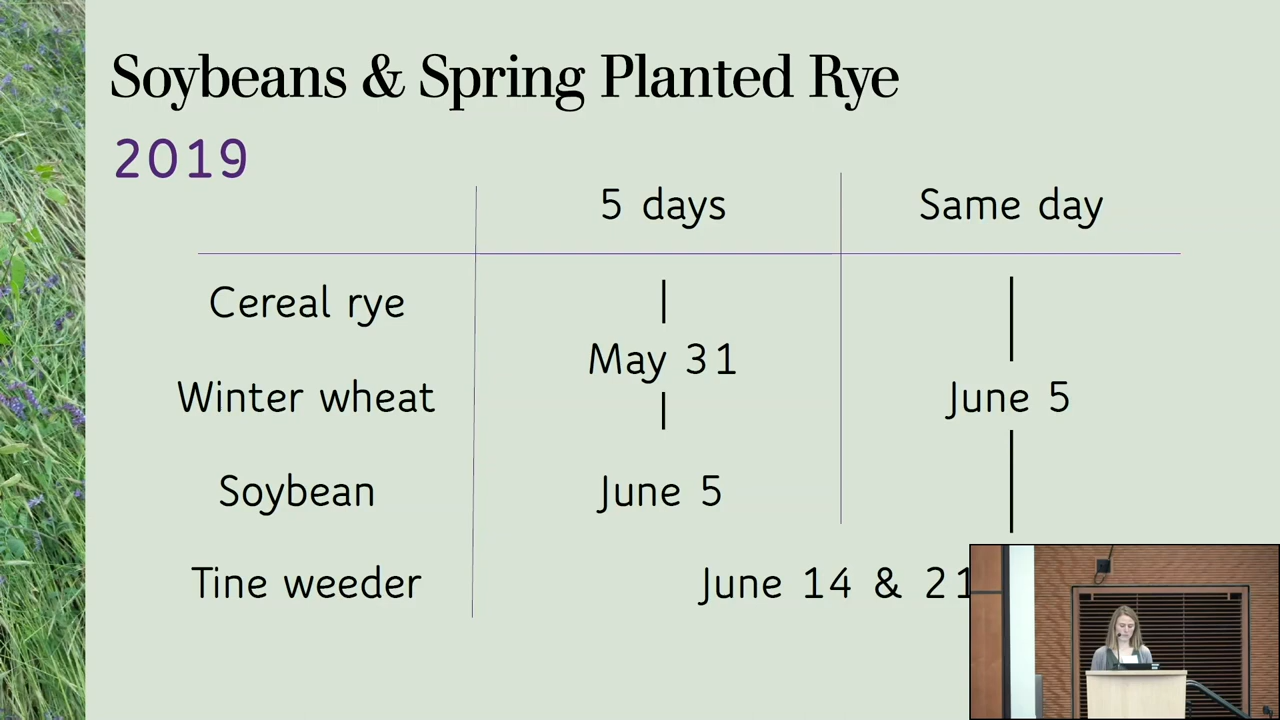 Soybeans & Spring Planted Rye
2019
5 days
Same day
Cereal rye
May 31
Winter wheat
June 5
Soybean
June 5
Tine weeder
June 14 & 21